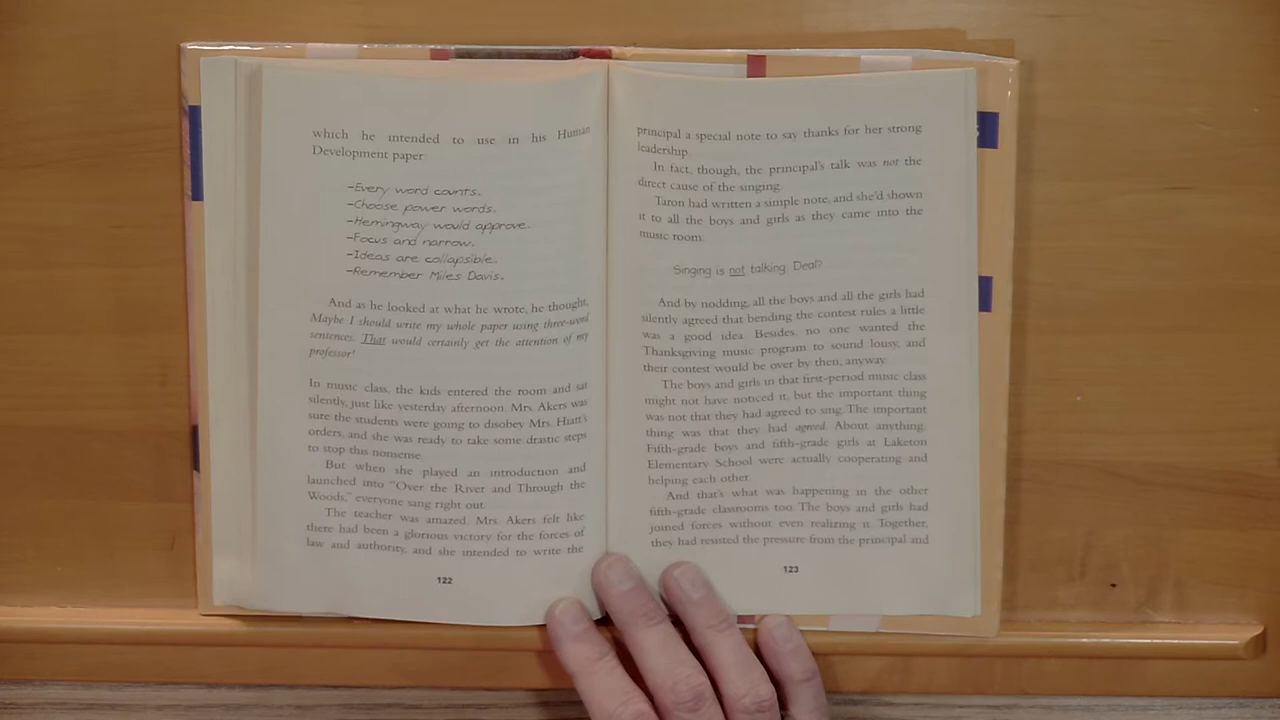 which he intended to use in his Human
Development paper
-Every word counts.
-Choose power words.
-Hemingway would approve.
-Focus and narrow.
-Ideas are collapsible.
-Remember Miles Davis.
And as he looked at what he wrote, he thought,
Maybe I should write my whole paper using three-word
sentences. That would certainly get the attention of my
professor!
In music class, the kids entered the room and sat
silently, just like yesterday afternoon. Mrs. Akers was
sure the students were going to disobey Mrs. Hiatt's
orders, and she was ready to take some drastic steps
to stop this nonsense.
But when she played an introduction and
launched into "Over the River and Through the
Woods," everyone sang right out.
The teacher was amazed. Mrs. Akers felt like
there had been a glorious victory for the forces of
law and authority, and she intended to write the
122
principal a special note to say thanks for her strong
leadership.
In fact, though, the principal's talk was not the
direct cause of the singing.
Taron had written a simple note, and she'd shown
it to all the boys and girls as they came into the
music room:
Singing is not talking. Deal?
And by nodding, all the boys and all the girls had
silently agreed that bending the contest rules a little
was a good idea. Besides, no one wanted the
Thanksgiving music program to sound lousy, and
their contest would be over by then, anyway.
The boys and girls in that first-period music class
might not have noticed it, but the important thing
was not that they had agreed to sing. The important
thing was that they had agreed. About anything.
Fifth-grade boys and fifth-grade girls at Laketon
Elementary School were actually cooperating and
helping each other.
And that's what was happening in the other
fifth-grade classrooms too. The boys and girls had
joined forces without even realizing it. Together,
they had resisted the pressure from the principal and
123